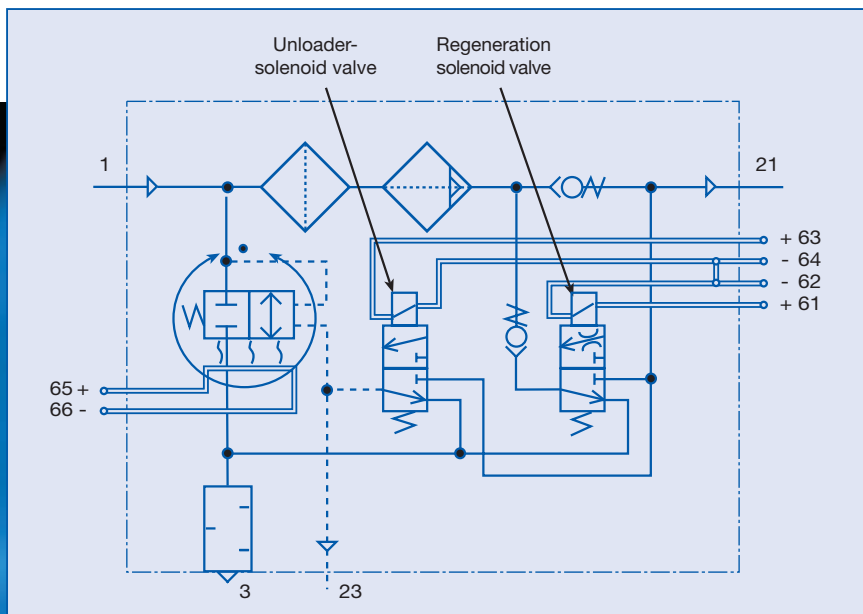 Unloader-
solenoid valve
Regeneration
solenoid valve
1
21
+ 63
- 64
- 62
+ 61
65 +
66 -
3
23